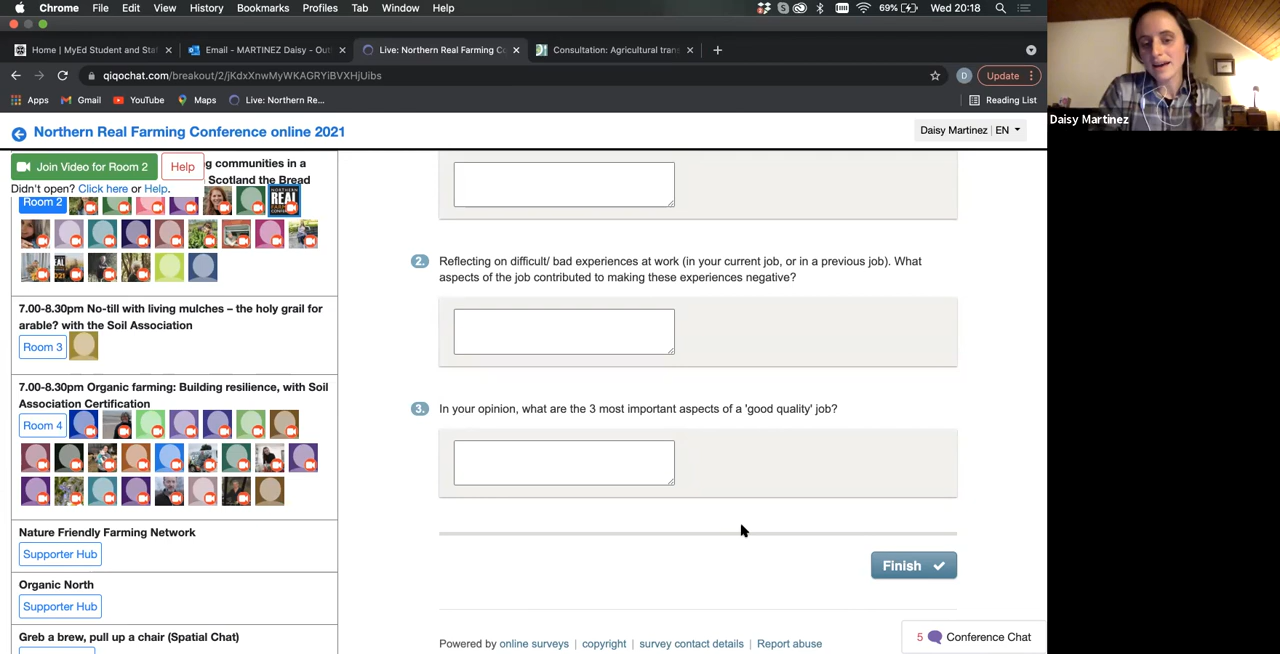 Chrome File Edit View History Bookmarks Profiles Tab Window Help 69% Wed 20:18
Home | MyEd Student and Sta Email - MARTINEZ Daisy - Out Live: Northern Real Farming Co Consultation: Agricultural tran
qiqochat.com/breakout/2/jKdxXnwMyWKAGRYiBVXHjUibs D Update
Apps Gmail YouTube Maps Live: Northern Re... Reading List
Daisy Martinez
Northern Real Farming Conference online 2021 Daisy Martinez | EN
Join Video for Room 2 Help
g communities in a
Scotland the Bread
Didn't open? Click here or Help.
Room 2
NORTHERN
REAL
7.00-8.30pm No-till with living mulches – the holy grail for
arable? with the Soil Association
Room 3
7.00-8.30pm Organic farming: Building resilience, with Soil
Association Certification
Room 4
Nature Friendly Farming Network
Supporter Hub
Organic North
Supporter Hub
Greb a brew, pull up a chair (Spatial Chat)
2. Reflecting on difficult/ bad experiences at work (in your current job, or in a previous job). What
aspects of the job contributed to making these experiences negative?
3. In your opinion, what are the 3 most important aspects of a 'good quality' job?
Finish
Powered by online surveys | copyright | survey contact details | Report abuse
5 Conference Chat